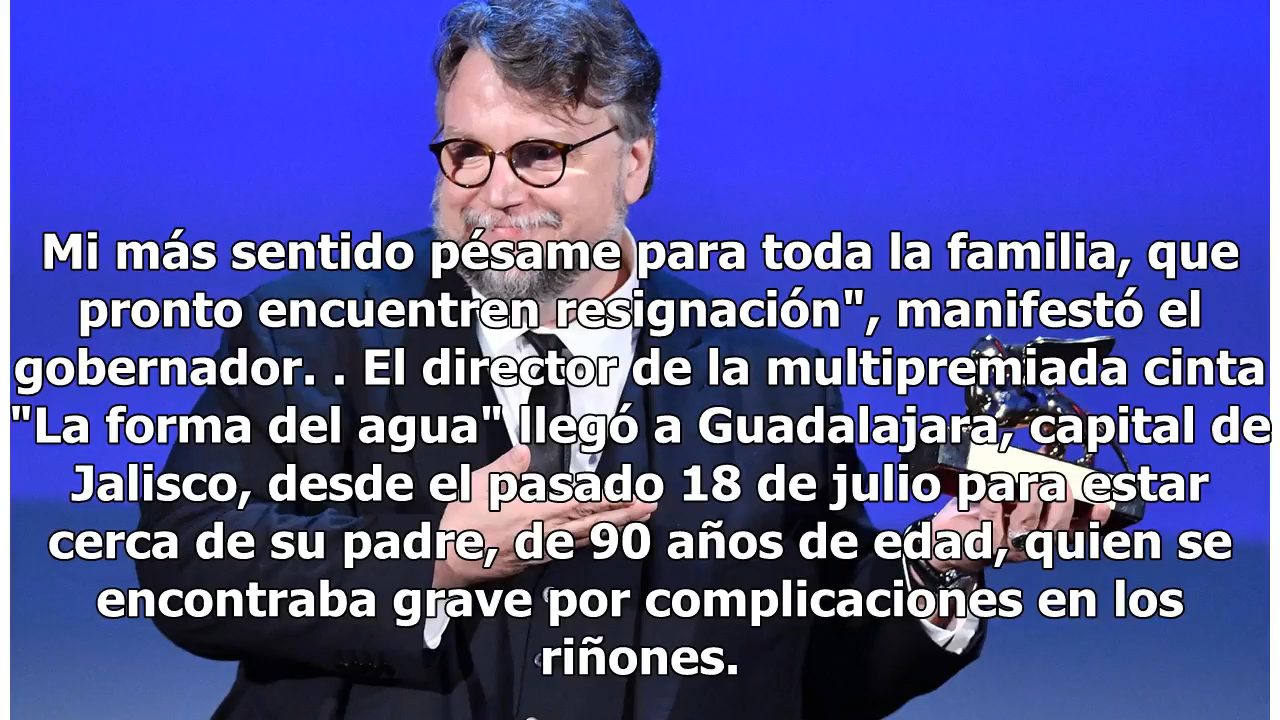 Mi más sentido pésame para toda la familia, que
pronto encuentren resignación", manifestó el
gobernador. . El director de la multipremiada cinta
"La forma del agua" llegó a Guadalajara, capital de
Jalisco, desde el pasado 18 de julio para estar
cerca de su padre, de 90 años de edad, quien se
encontraba grave por complicaciones en los
riñones.